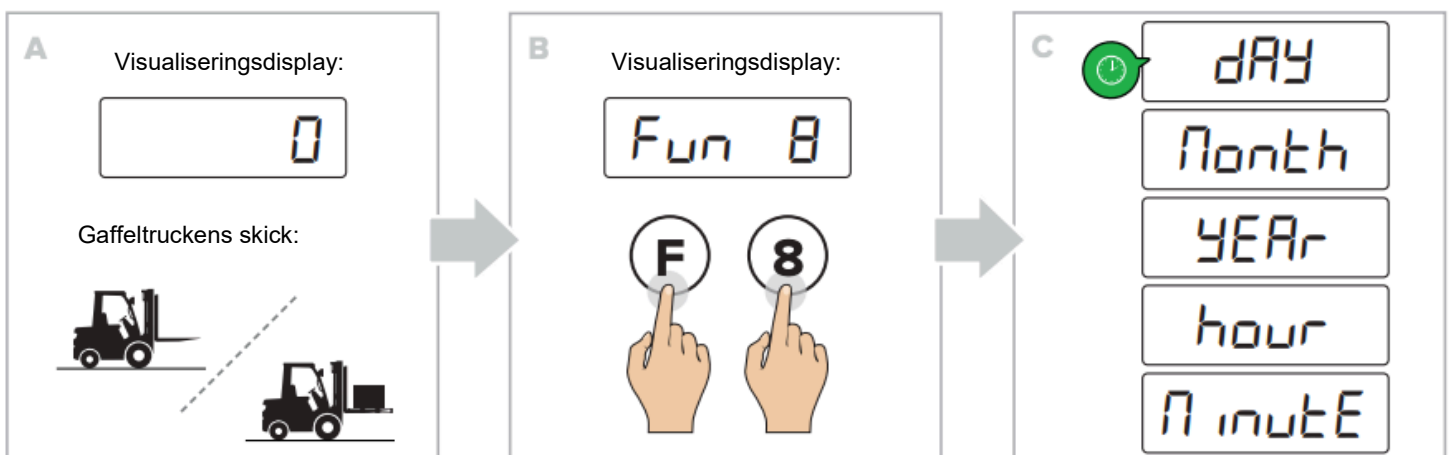 A
Visualiseringsdisplay:
0
Gaffeltruckens skick:
B
Visualiseringsdisplay:
Fun 8
F 8
C
dAY
Month
YEAr
hour
MinutE